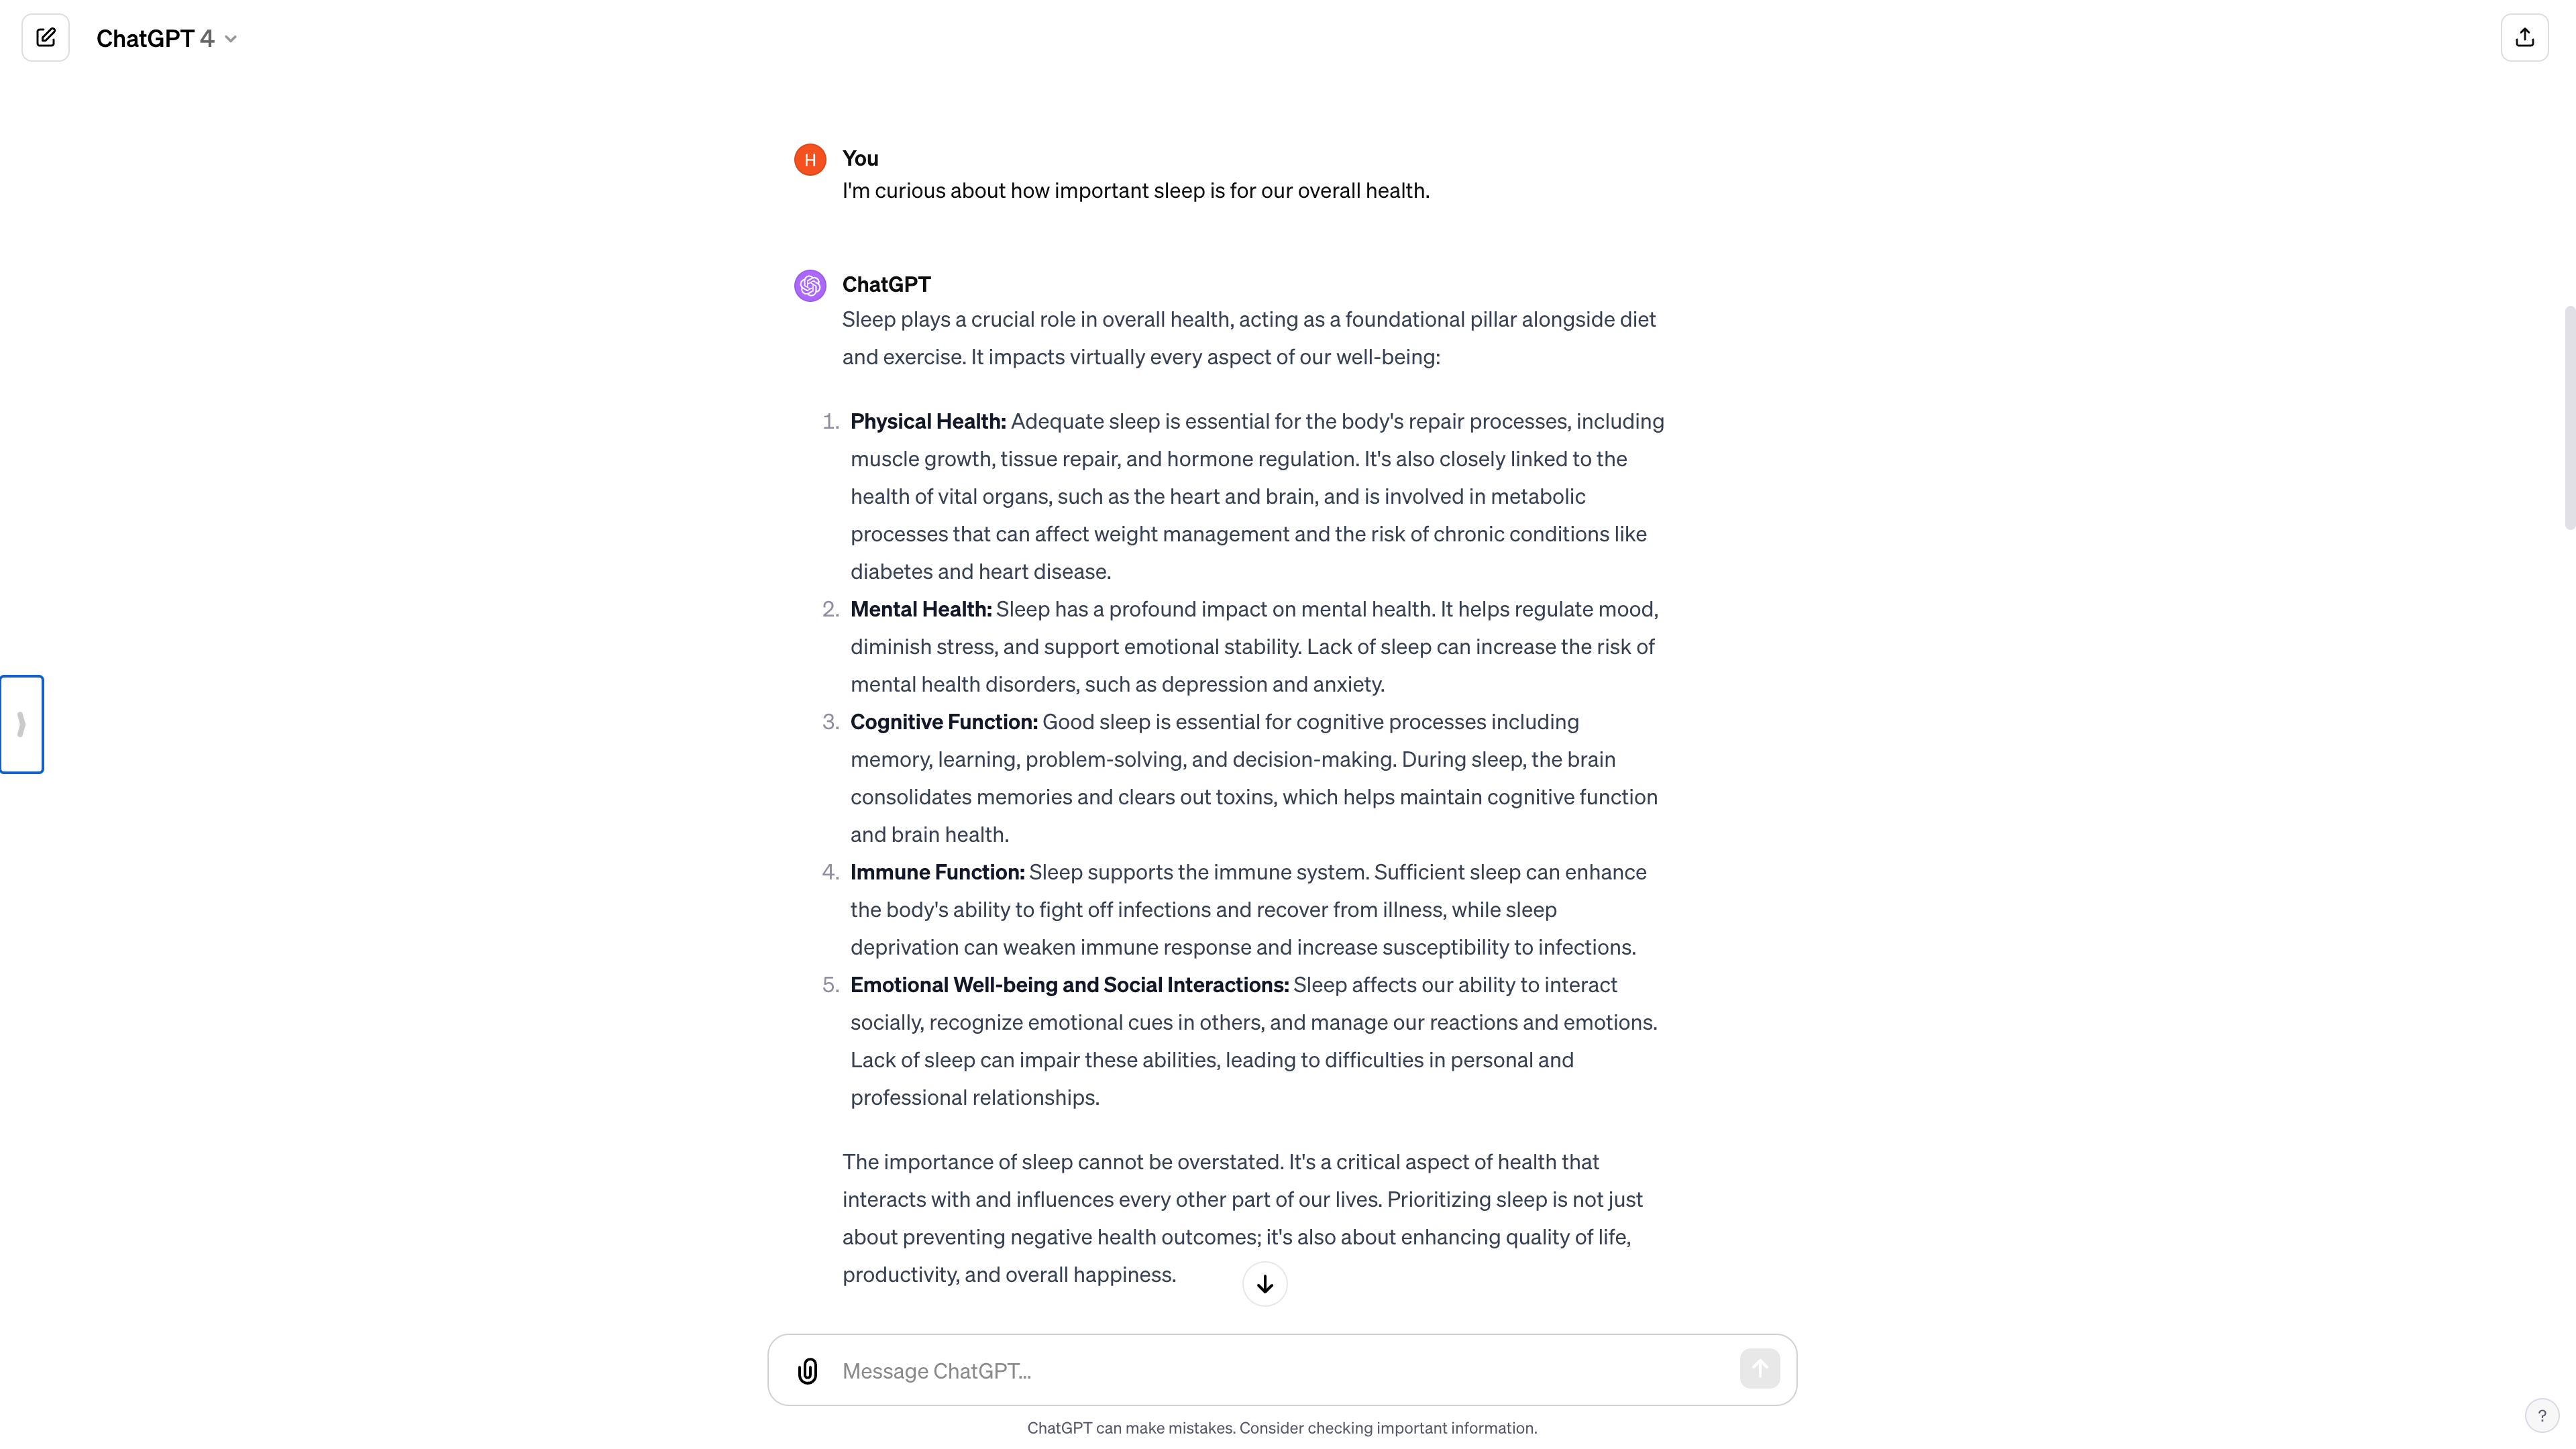 ChatGPT 4
H
You
I'm curious about how important sleep is for our overall health.
ChatGPT
Sleep plays a crucial role in overall health, acting as a foundational pillar alongside diet
and exercise. It impacts virtually every aspect of our well-being:
1. Physical Health: Adequate sleep is essential for the body's repair processes, including
muscle growth, tissue repair, and hormone regulation. It's also closely linked to the
health of vital organs, such as the heart and brain, and is involved in metabolic
processes that can affect weight management and the risk of chronic conditions like
diabetes and heart disease.
2. Mental Health: Sleep has a profound impact on mental health. It helps regulate mood,
diminish stress, and support emotional stability. Lack of sleep can increase the risk of
mental health disorders, such as depression and anxiety.
3. Cognitive Function: Good sleep is essential for cognitive processes including
memory, learning, problem-solving, and decision-making. During sleep, the brain
consolidates memories and clears out toxins, which helps maintain cognitive function
and brain health.
4. Immune Function: Sleep supports the immune system. Sufficient sleep can enhance
the body's ability to fight off infections and recover from illness, while sleep
deprivation can weaken immune response and increase susceptibility to infections.
5. Emotional Well-being and Social Interactions: Sleep affects our ability to interact
socially, recognize emotional cues in others, and manage our reactions and emotions.
Lack of sleep can impair these abilities, leading to difficulties in personal and
professional relationships.
The importance of sleep cannot be overstated. It's a critical aspect of health that
interacts with and influences every other part of our lives. Prioritizing sleep is not just
about preventing negative health outcomes; it's also about enhancing quality of life,
productivity, and overall happiness.
Message ChatGPT...
ChatGPT can make mistakes. Consider checking important information.
?